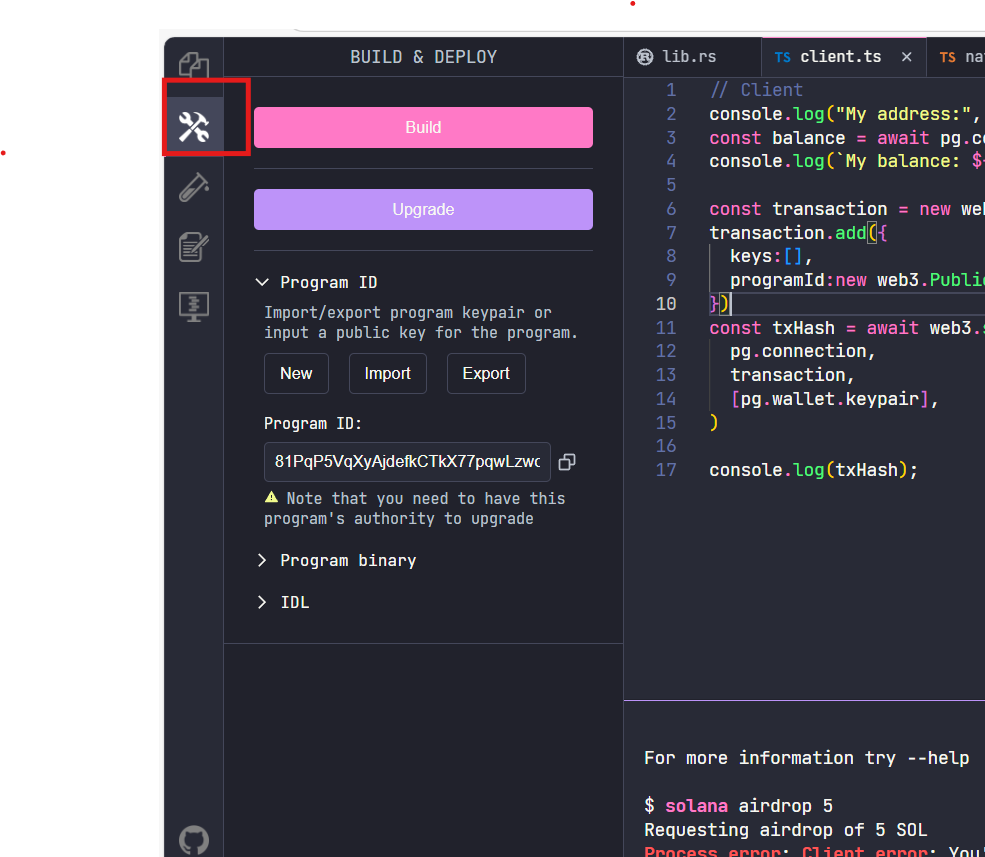 BUILD & DEPLOY
Build
Upgrade
Program ID
Import/export program keypair or
input a public key for the program.
New Import Export
Program ID:
81PqP5VqXyAjdefkCTkX77pqwLzwc
Note that you need to have this
program's authority to upgrade
Program binary
IDL
lib.rs TS client.ts × TS nat
1 // Client
2 console.log("My address:",
3 const balance = await pg.co
4 console.log(`My balance: $
5
6 const transaction = new we
7 transaction.add({
8 keys:[],
9 programId:new web3.Public
10 })
11 const txHash = await web3.s
12 pg.connection,
13 transaction,
14 [pg.wallet.keypair],
15 )
16
17 console.log(txHash);
For more information try --help
$ solana airdrop 5
Requesting airdrop of 5 SOL
Process error: Client error: You'